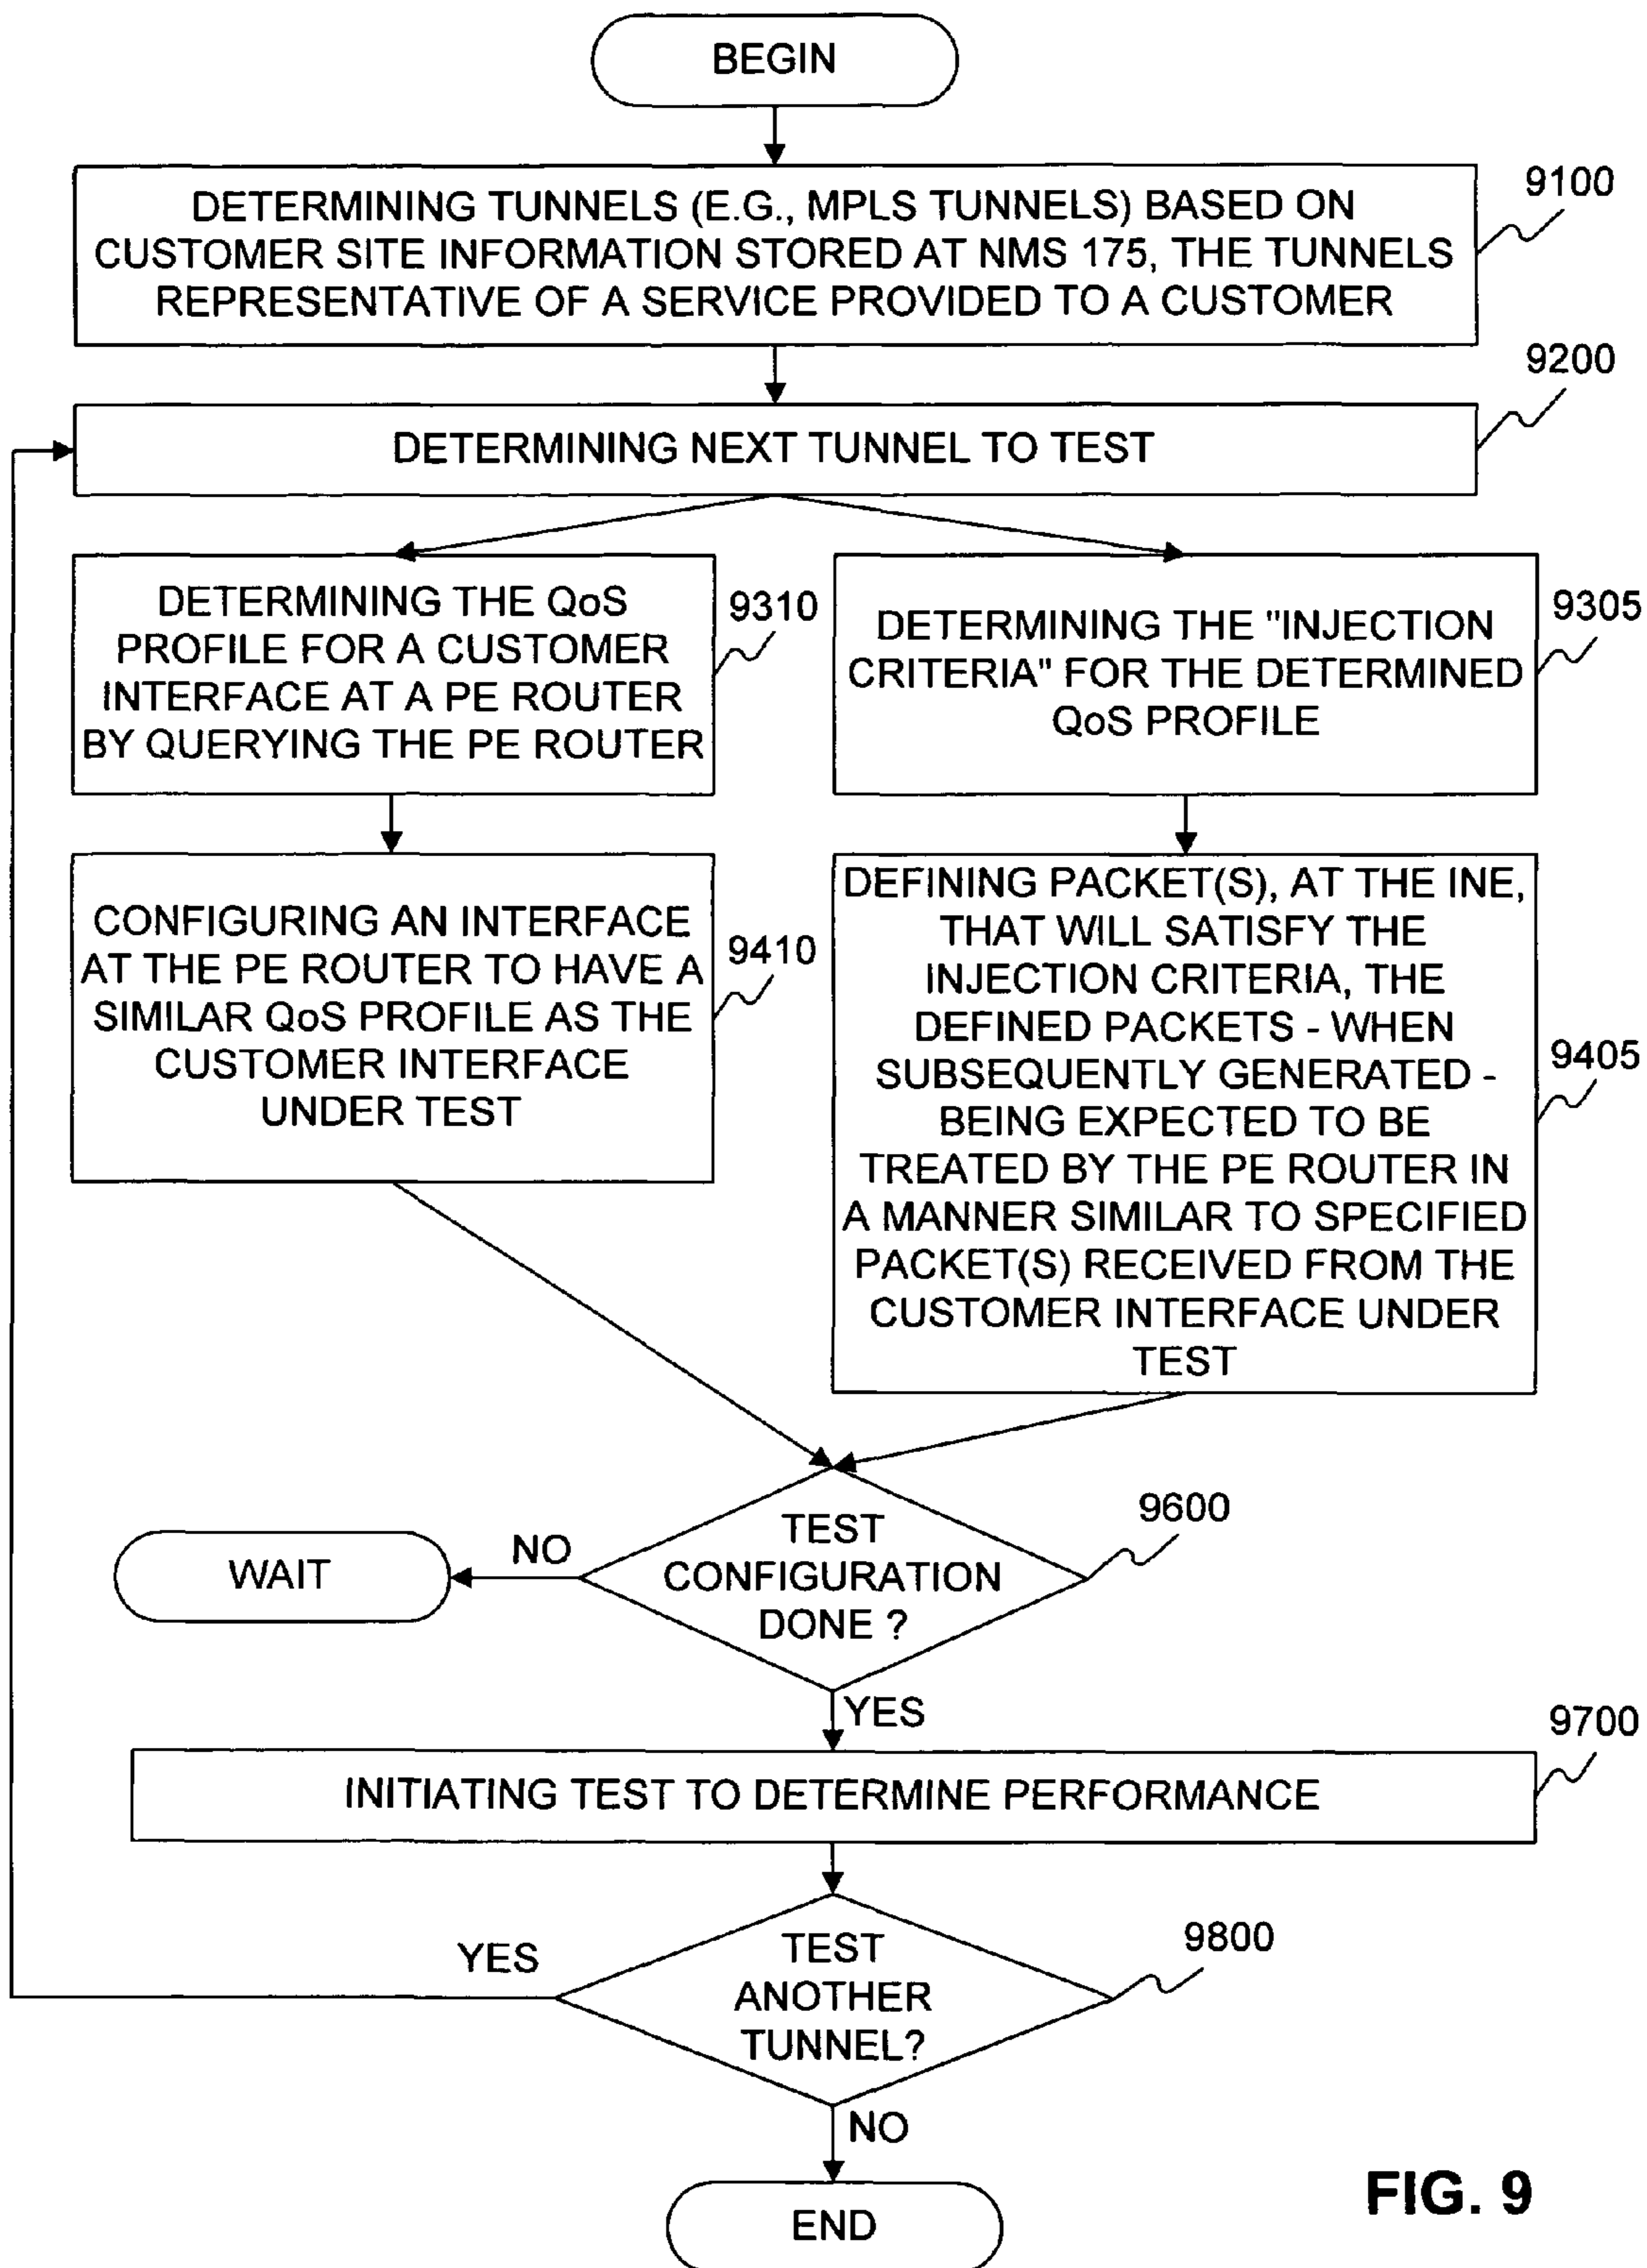 BEGIN
DETERMINING TUNNELS (E.G., MPLS TUNNELS) BASED ON
CUSTOMER SITE INFORMATION STORED AT NMS 175, THE TUNNELS
REPRESENTATIVE OF A SERVICE PROVIDED TO A CUSTOMER
9100
9200
DETERMINING NEXT TUNNEL TO TEST
DETERMINING THE QoS
PROFILE FOR A CUSTOMER
INTERFACE AT A PE ROUTER
BY QUERYING THE PE ROUTER
9310
DETERMINING THE "INJECTION
CRITERIA" FOR THE DETERMINED
QoS PROFILE
9305
CONFIGURING AN INTERFACE
AT THE PE ROUTER TO HAVE A
SIMILAR QoS PROFILE AS THE
CUSTOMER INTERFACE
UNDER TEST
9410
DEFINING PACKET(S), AT THE INE,
THAT WILL SATISFY THE
INJECTION CRITERIA, THE
DEFINED PACKETS - WHEN
SUBSEQUENTLY GENERATED -
BEING EXPECTED TO BE
TREATED BY THE PE ROUTER IN
A MANNER SIMILAR TO SPECIFIED
PACKET(S) RECEIVED FROM THE
CUSTOMER INTERFACE UNDER
TEST
9405
TEST
CONFIGURATION
DONE ?
9600
NO
WAIT
YES
9700
INITIATING TEST TO DETERMINE PERFORMANCE
TEST
ANOTHER
TUNNEL?
9800
YES
NO
END
FIG. 9